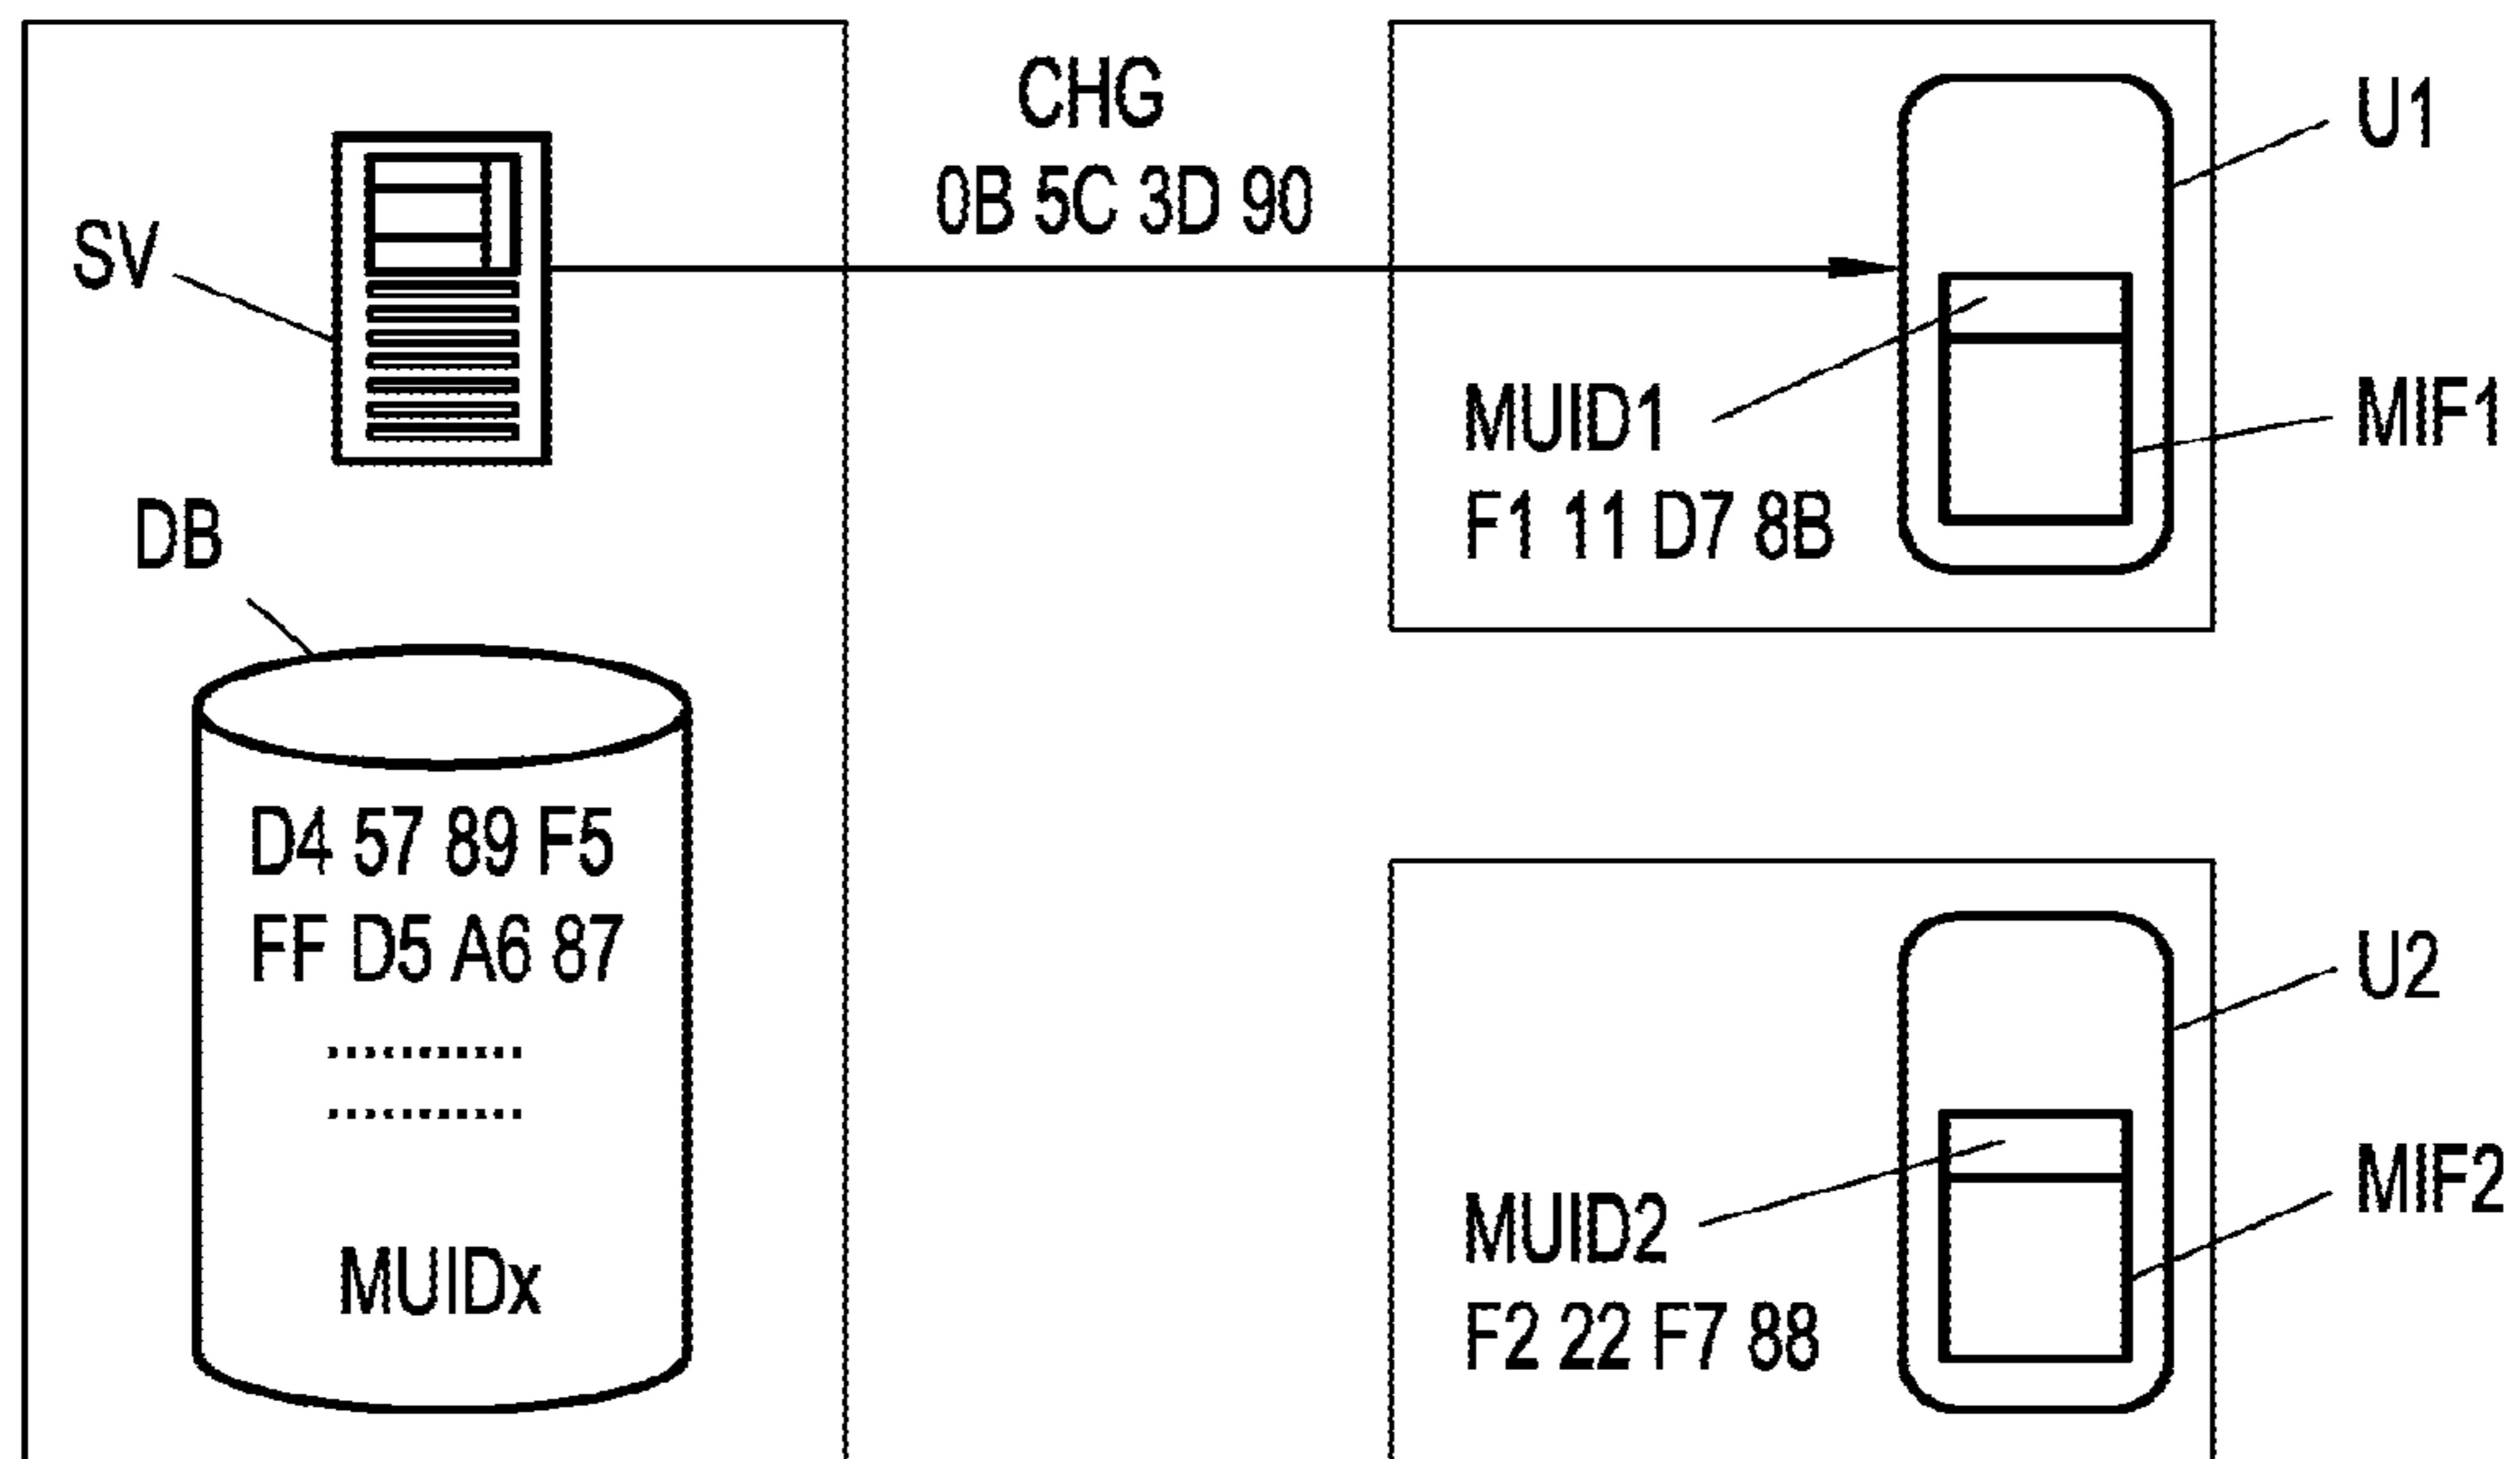 CHG
0B 5C 3D 90
U1
SV
MUID1
F1 11 D7 8B
MIF1
DB
D4 57 89 F5
FF D5 A6 87
MUIDx
U2
MUID2
F2 22 F7 88
MIF2